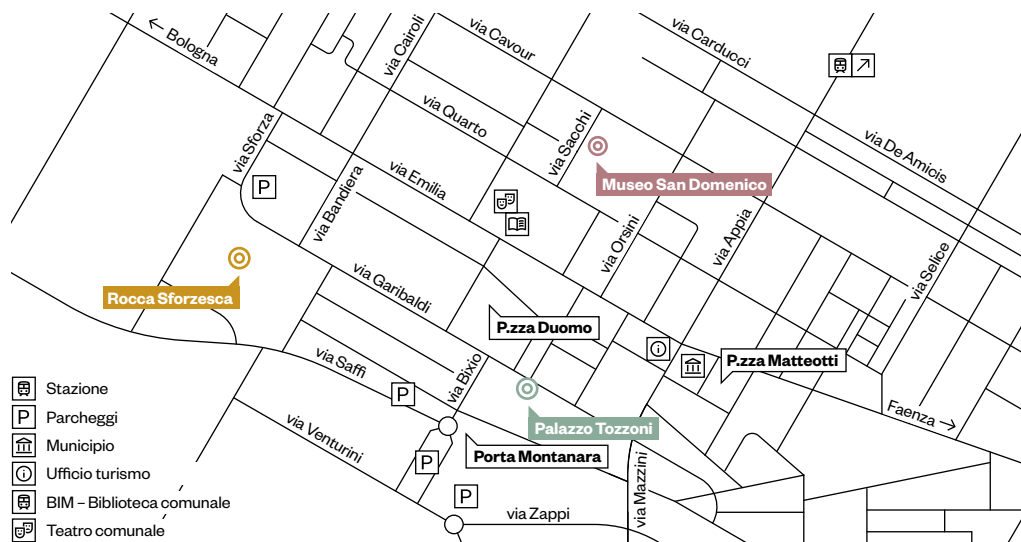 ← Bologna
via Cairoli
via Cavour
via Carducci
via Quarto
via Sforza
via Sacchi
via De Amicis
Museo San Domenico
P
via Bandiera
via Emilia
via Orsini
via Appia
via Selice
Rocca Sforzesca
via Garibaldi
P.zza Duomo
P.zza Matteotti
via Saffi
via Bixio
P
Palazzo Tozzoni
Faenza →
via Venturini
Porta Montanara
P
P
via Mazzini
via Zappi
Stazione
P Parcheggi
Municipio
i Ufficio turismo
BIM – Biblioteca comunale
Teatro comunale